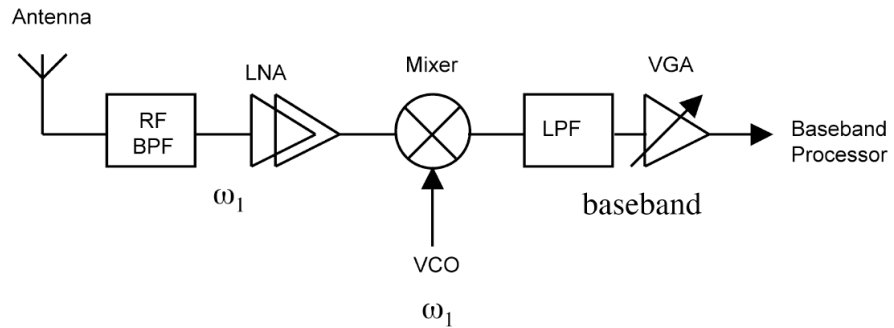 Antenna
LNA
Mixer
VGA
RF
BPF
LPF
Baseband
Processor
ω₁
baseband
VCO
ω₁